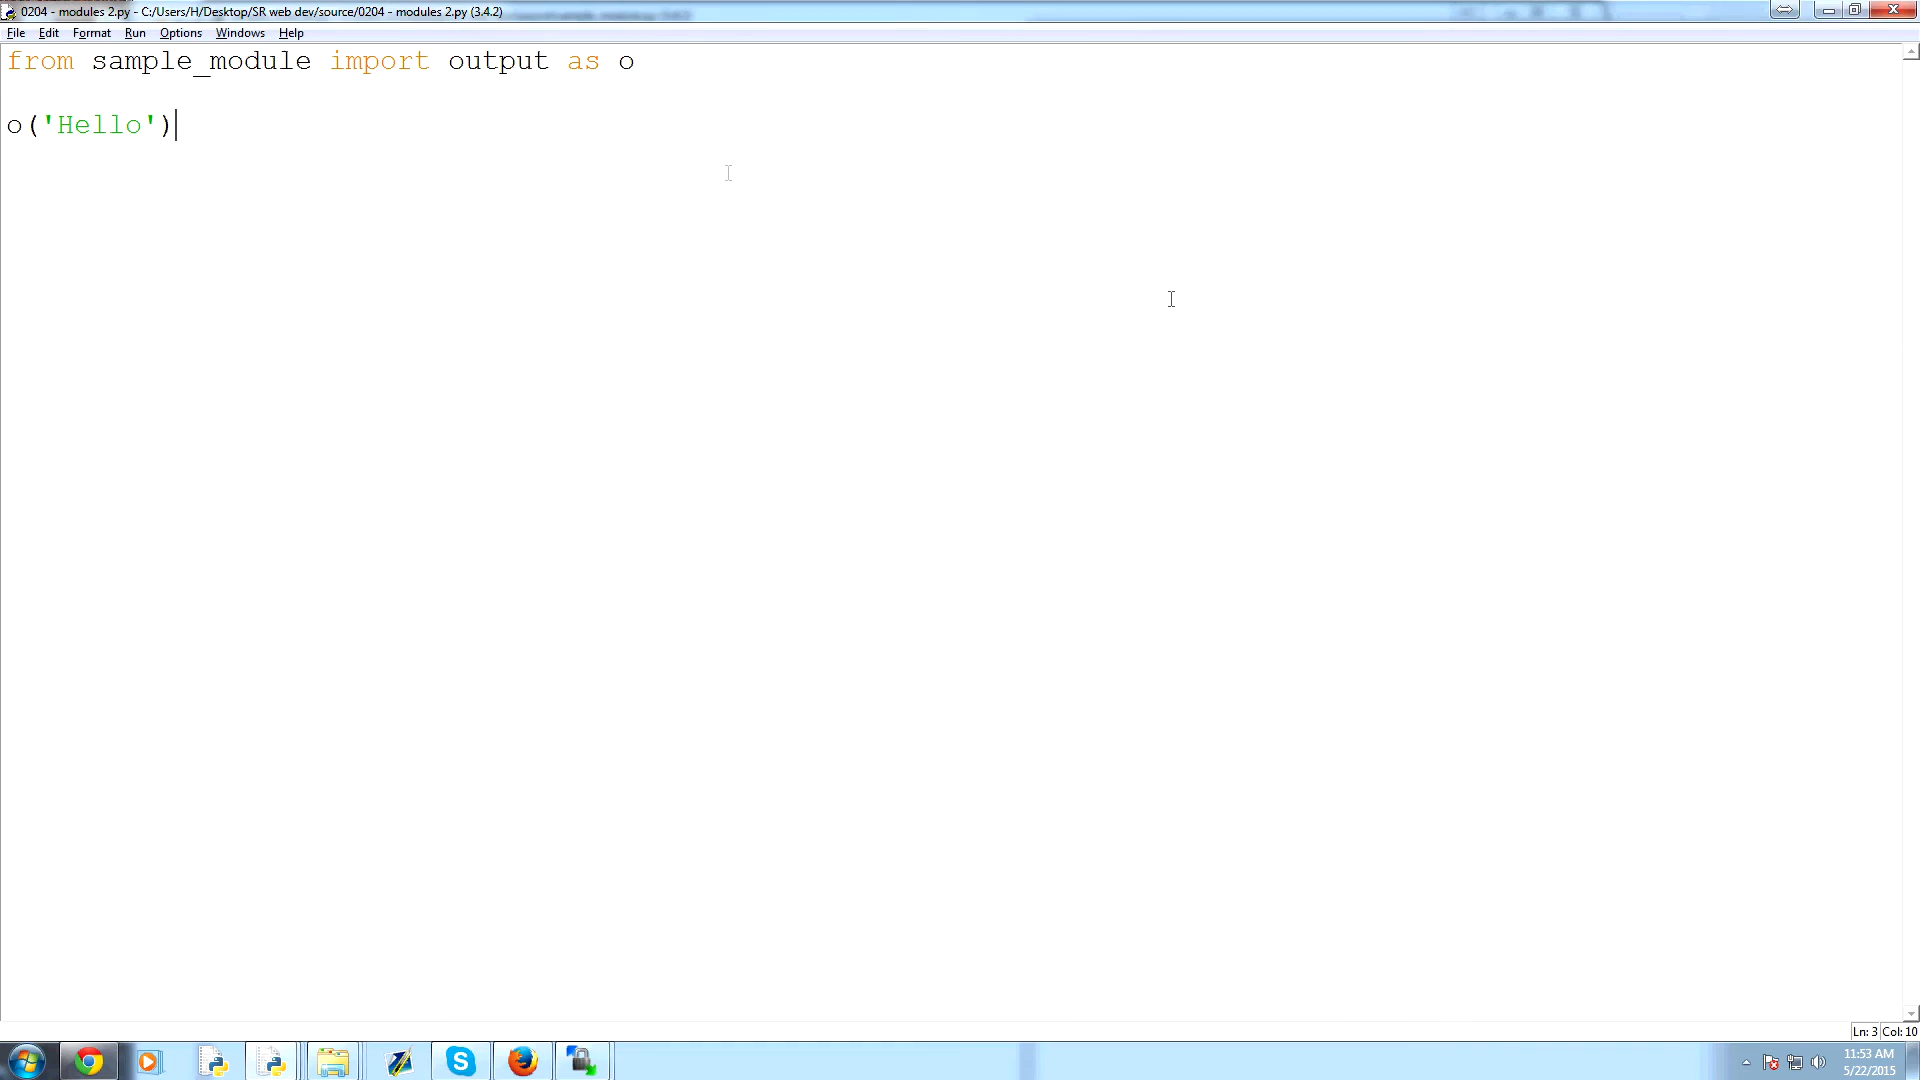 0204 - modules 2.py - C:/Users/H/Desktop/SR web dev/source/0204 - modules 2.py (3.4.2)
File Edit Format Run Options Windows Help
from sample_module import output as o
o('Hello')
Ln: 3 Col: 10
11:53 AM
5/22/2015